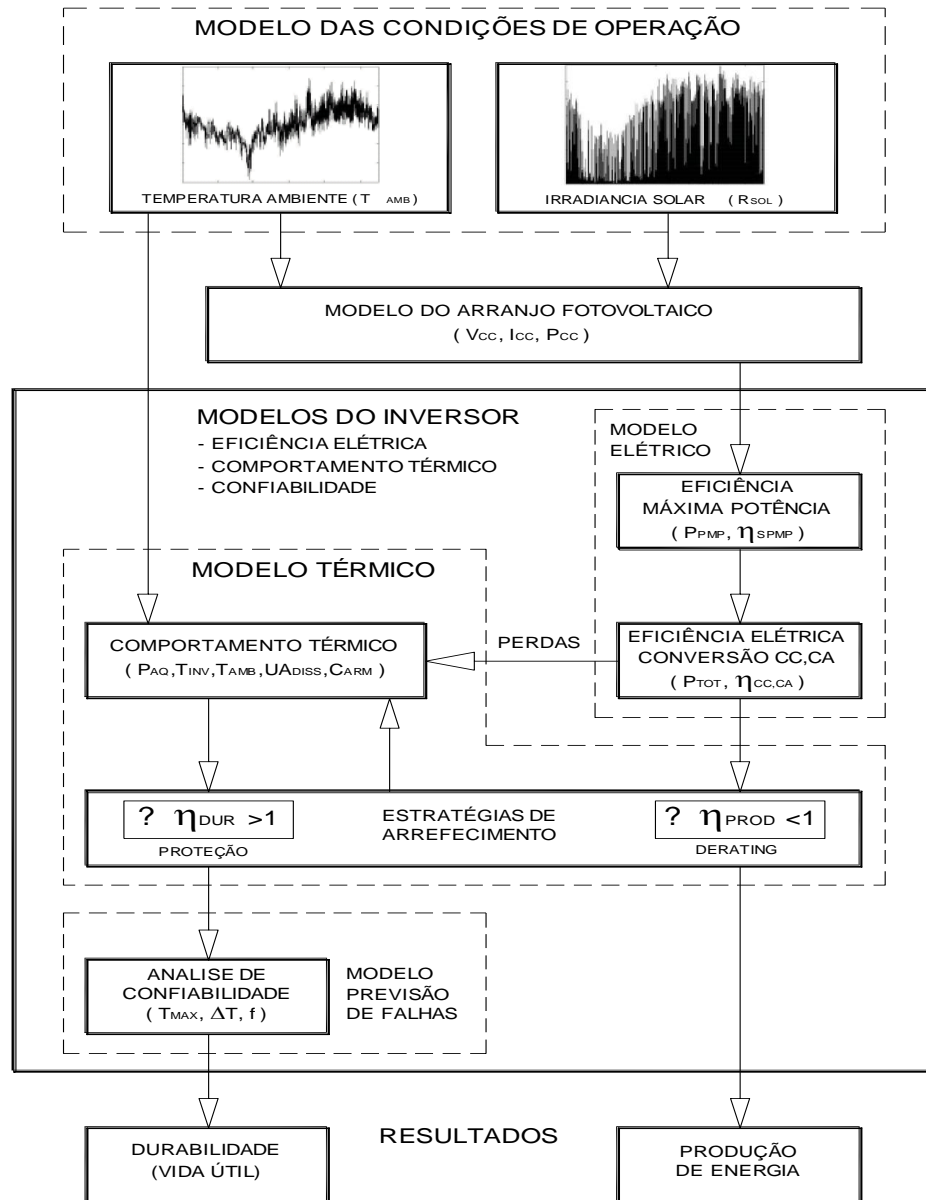 MODELO DAS CONDIÇÕES DE OPERAÇÃO
TEMPERATURA AMBIENTE ( T AMB )
IRRADIANCIA SOLAR ( RSOL )
MODELO DO ARRANJO FOTOVOLTAICO
( VCC, ICC, PCC )
MODELOS DO INVERSOR
- EFICIÊNCIA ELÉTRICA
- COMPORTAMENTO TÉRMICO
- CONFIABILIDADE
MODELO
ELÉTRICO
EFICIÊNCIA
MÁXIMA POTÊNCIA
( PPMP, ηSPMP )
MODELO TÉRMICO
COMPORTAMENTO TÉRMICO
( PAQ,TINV,TAMB,UADISS,CARM )
PERDAS
EFICIÊNCIA ELÉTRICA
CONVERSÃO CC,CA
( PTOT, ηCC,CA )
? ηDUR >1
PROTEÇÃO
ESTRATÉGIAS DE
ARREFECIMENTO
? ηPROD <1
DERATING
ANALISE DE
CONFIABILIDADE
( TMAX, ΔT, f )
MODELO
PREVISÃO
DE FALHAS
RESULTADOS
DURABILIDADE
(VIDA ÚTIL)
PRODUÇÃO
DE ENERGIA